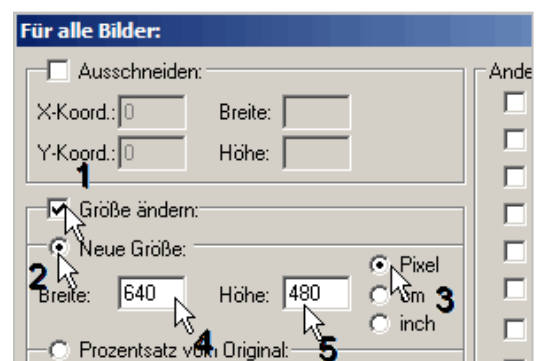 Für alle Bilder:
Ausschneiden:
Ande
X-Koord.: 0 Breite:
Y-Koord.: 0 Höhe:
1
Größe ändern:
Neue Größe:
Pixel
2
Breite: 640 Höhe: 480 cm 3
4 5 inch
Prozentsatz vom Original: